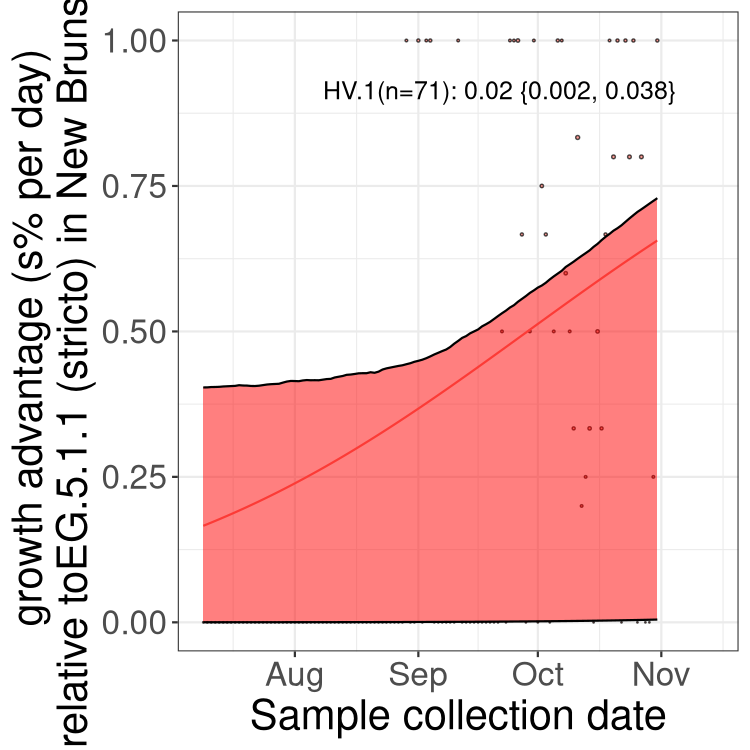 growth advantage (s% per day)
relative toEG.5.1.1 (stricto) in New Bruns
1.00
0.75
0.50
0.25
0.00
HV.1(n=71): 0.02 {0.002, 0.038}
Aug Sep Oct Nov
Sample collection date